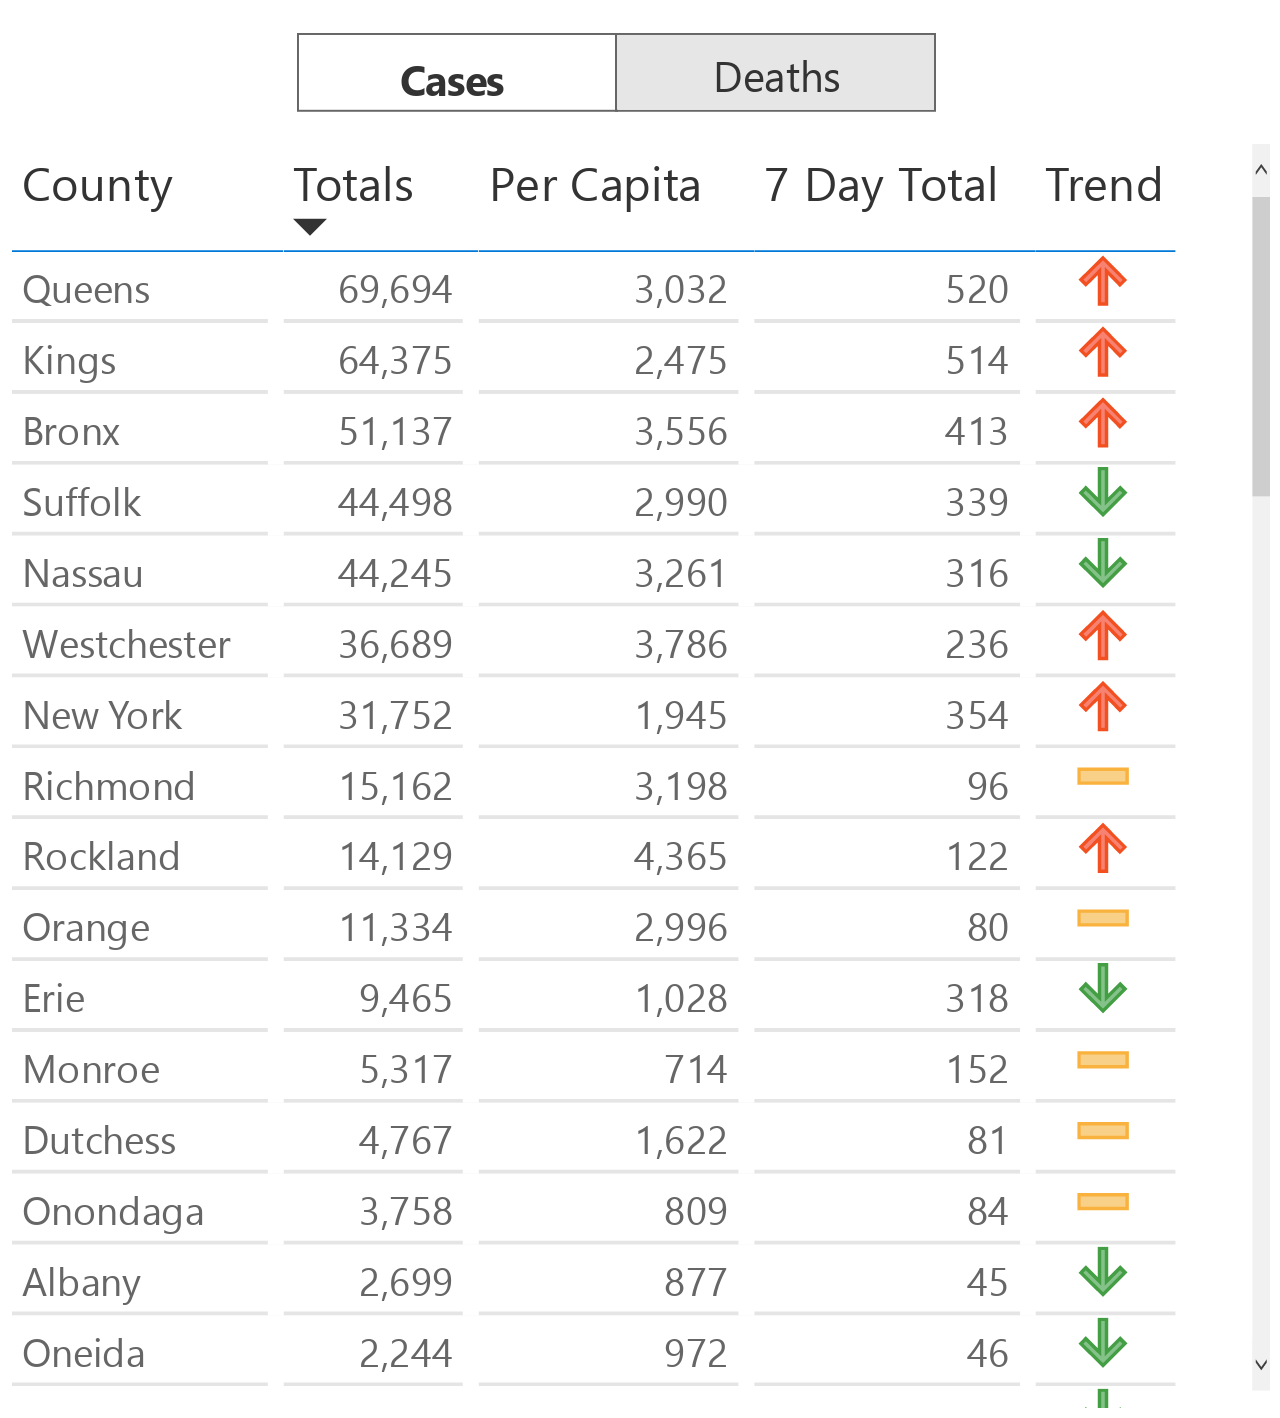 Cases Deaths
County Totals Per Capita 7 Day Total Trend
Queens 69,694 3,032 520
Kings 64,375 2,475 514
Bronx 51,137 3,556 413
Suffolk 44,498 2,990 339
Nassau 44,245 3,261 316
Westchester 36,689 3,786 236
New York 31,752 1,945 354
Richmond 15,162 3,198 96
Rockland 14,129 4,365 122
Orange 11,334 2,996 80
Erie 9,465 1,028 318
Monroe 5,317 714 152
Dutchess 4,767 1,622 81
Onondaga 3,758 809 84
Albany 2,699 877 45
Oneida 2,244 972 46